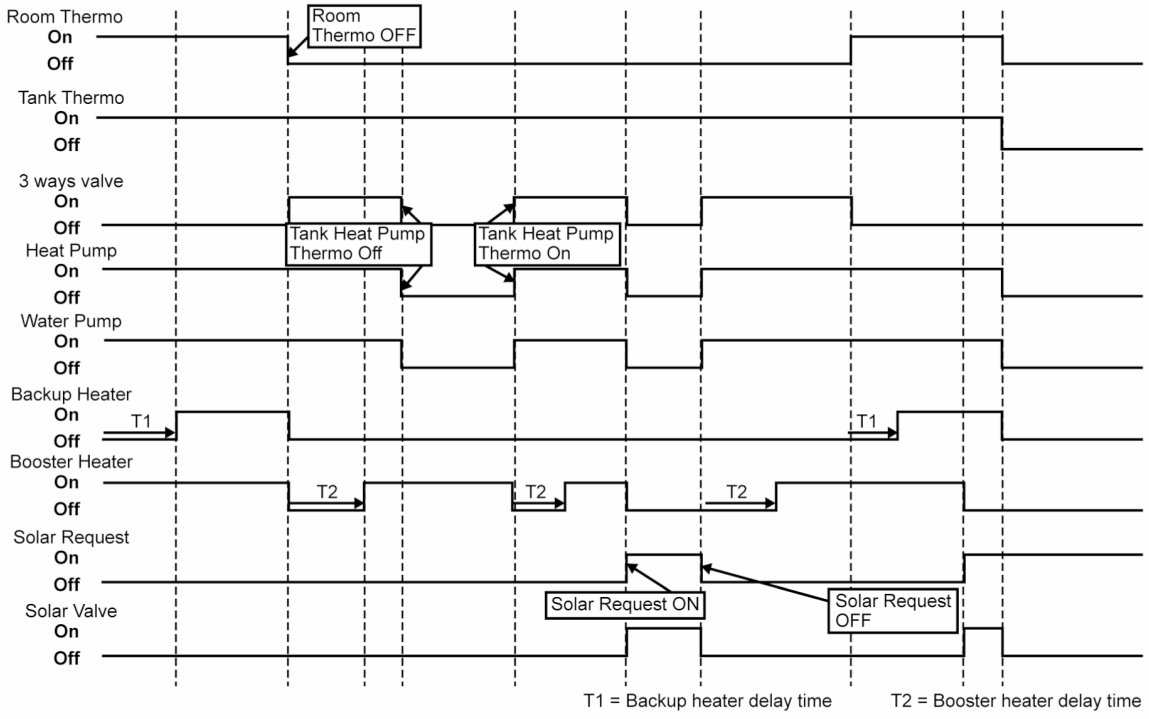 Room Thermo
On
Off
Room
Thermo OFF
Tank Thermo
On
Off
3 ways valve
On
Off
Tank Heat Pump
Thermo Off
Tank Heat Pump
Thermo On
Heat Pump
On
Off
Water Pump
On
Off
Backup Heater
On
Off
T1
T1
Booster Heater
On
Off
T2
T2
T2
Solar Request
On
Off
Solar Request ON
Solar Request
OFF
Solar Valve
On
Off
T1 = Backup heater delay time
T2 = Booster heater delay time